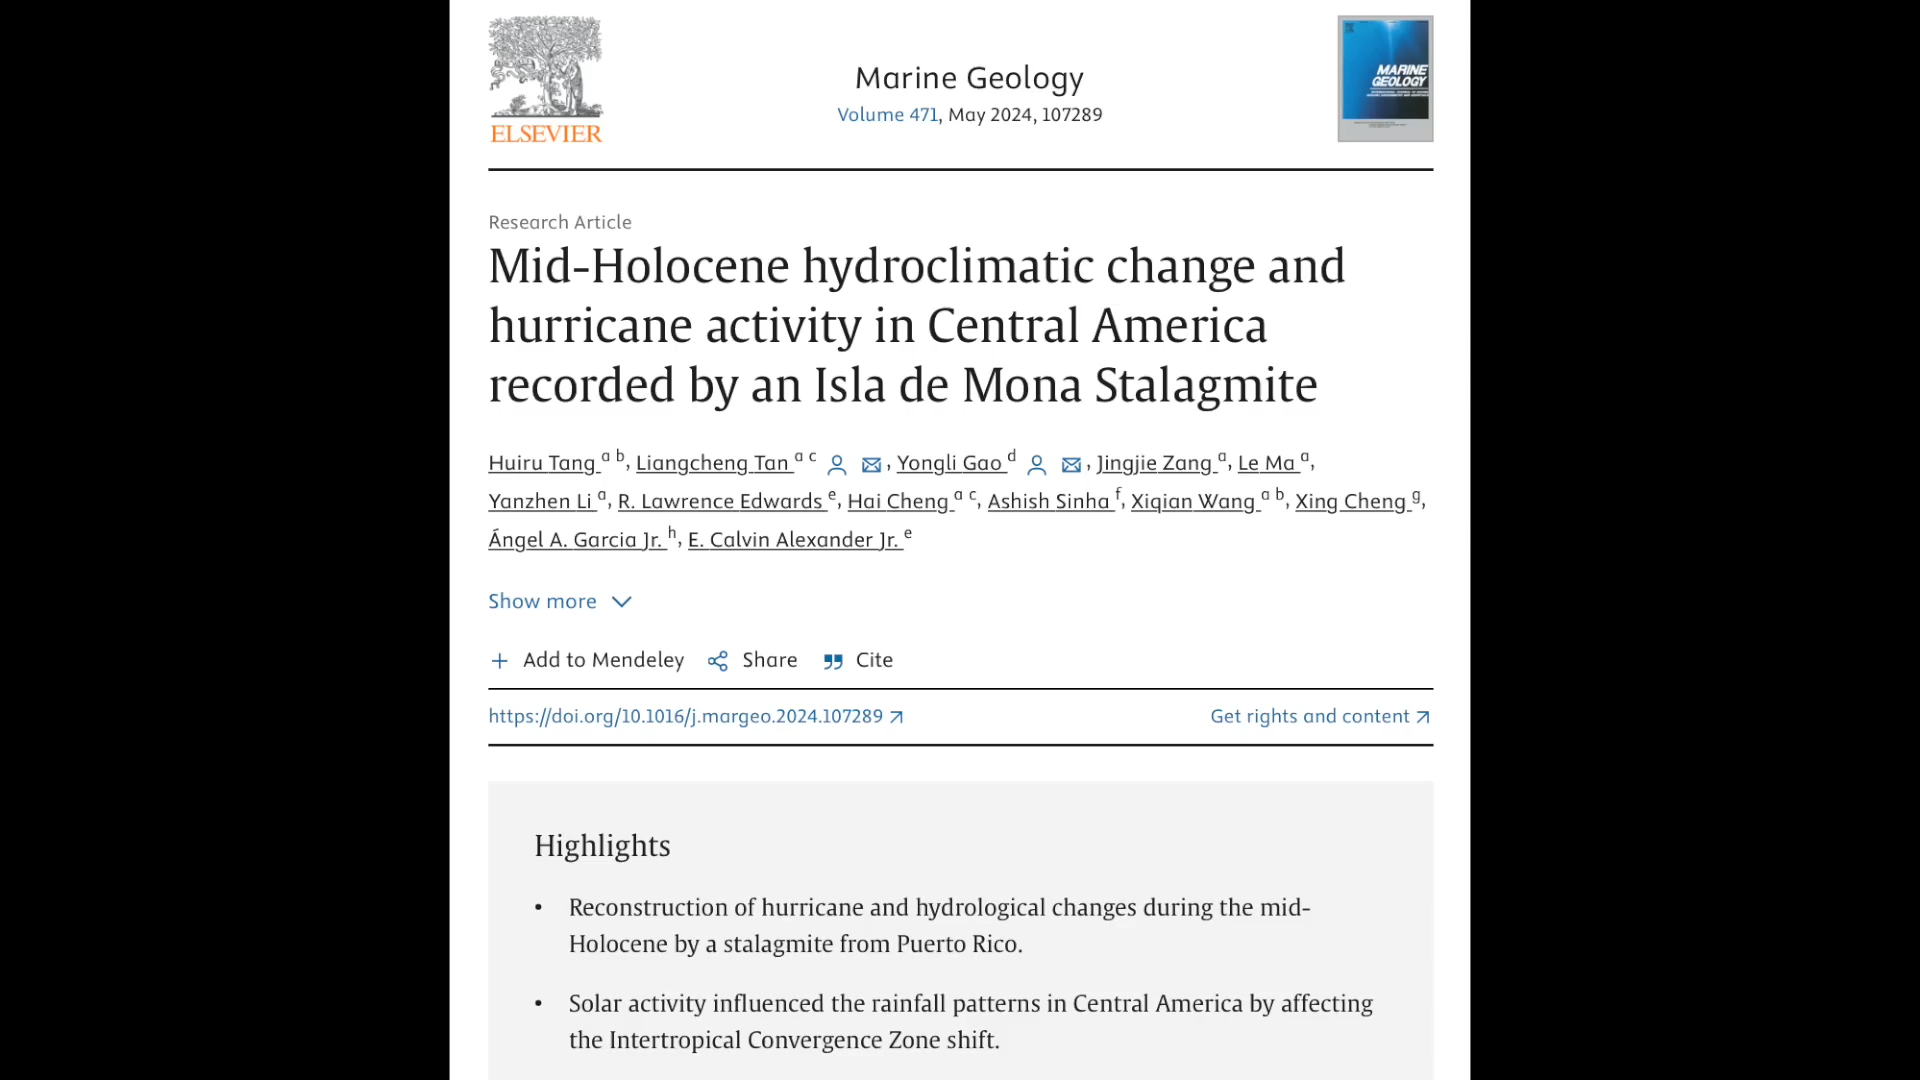 ELSEVIER
Marine Geology
Volume 471, May 2024, 107289
MARINE
GEOLOGY
Research Article
Mid-Holocene hydroclimatic change and
hurricane activity in Central America
recorded by an Isla de Mona Stalagmite
Huiru Tang a b, Liangcheng Tan a c, Yongli Gao d, Jingjie Zang a, Le Ma a,
Yanzhen Li a, R. Lawrence Edwards e, Hai Cheng a c, Ashish Sinha f, Xiqian Wang a b, Xing Cheng g,
Ángel A. Garcia Jr. h, E. Calvin Alexander Jr. e
Show more
Add to Mendeley Share Cite
https://doi.org/10.1016/j.margeo.2024.107289 Get rights and content
Highlights
• Reconstruction of hurricane and hydrological changes during the mid-
Holocene by a stalagmite from Puerto Rico.
• Solar activity influenced the rainfall patterns in Central America by affecting
the Intertropical Convergence Zone shift.